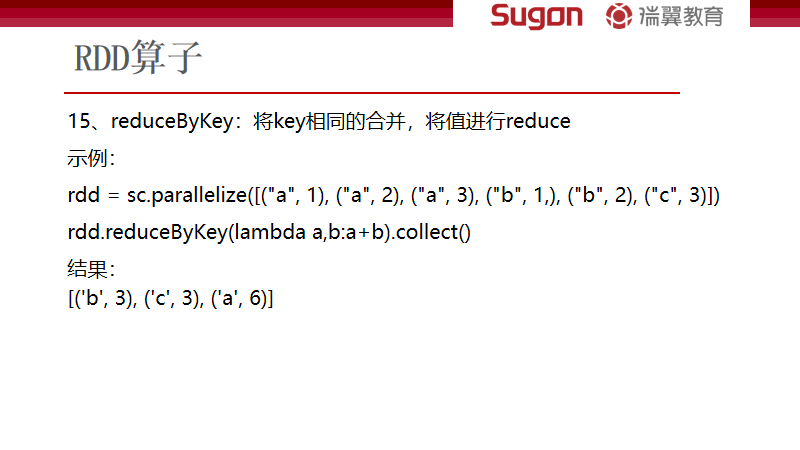 Sugon 瑞翼教育
RDD算子
15、reduceByKey：将key相同的合并，将值进行reduce
示例：
rdd = sc.parallelize([("a", 1), ("a", 2), ("a", 3), ("b", 1,), ("b", 2), ("c", 3)])
rdd.reduceByKey(lambda a,b:a+b).collect()
结果：
[('b', 3), ('c', 3), ('a', 6)]